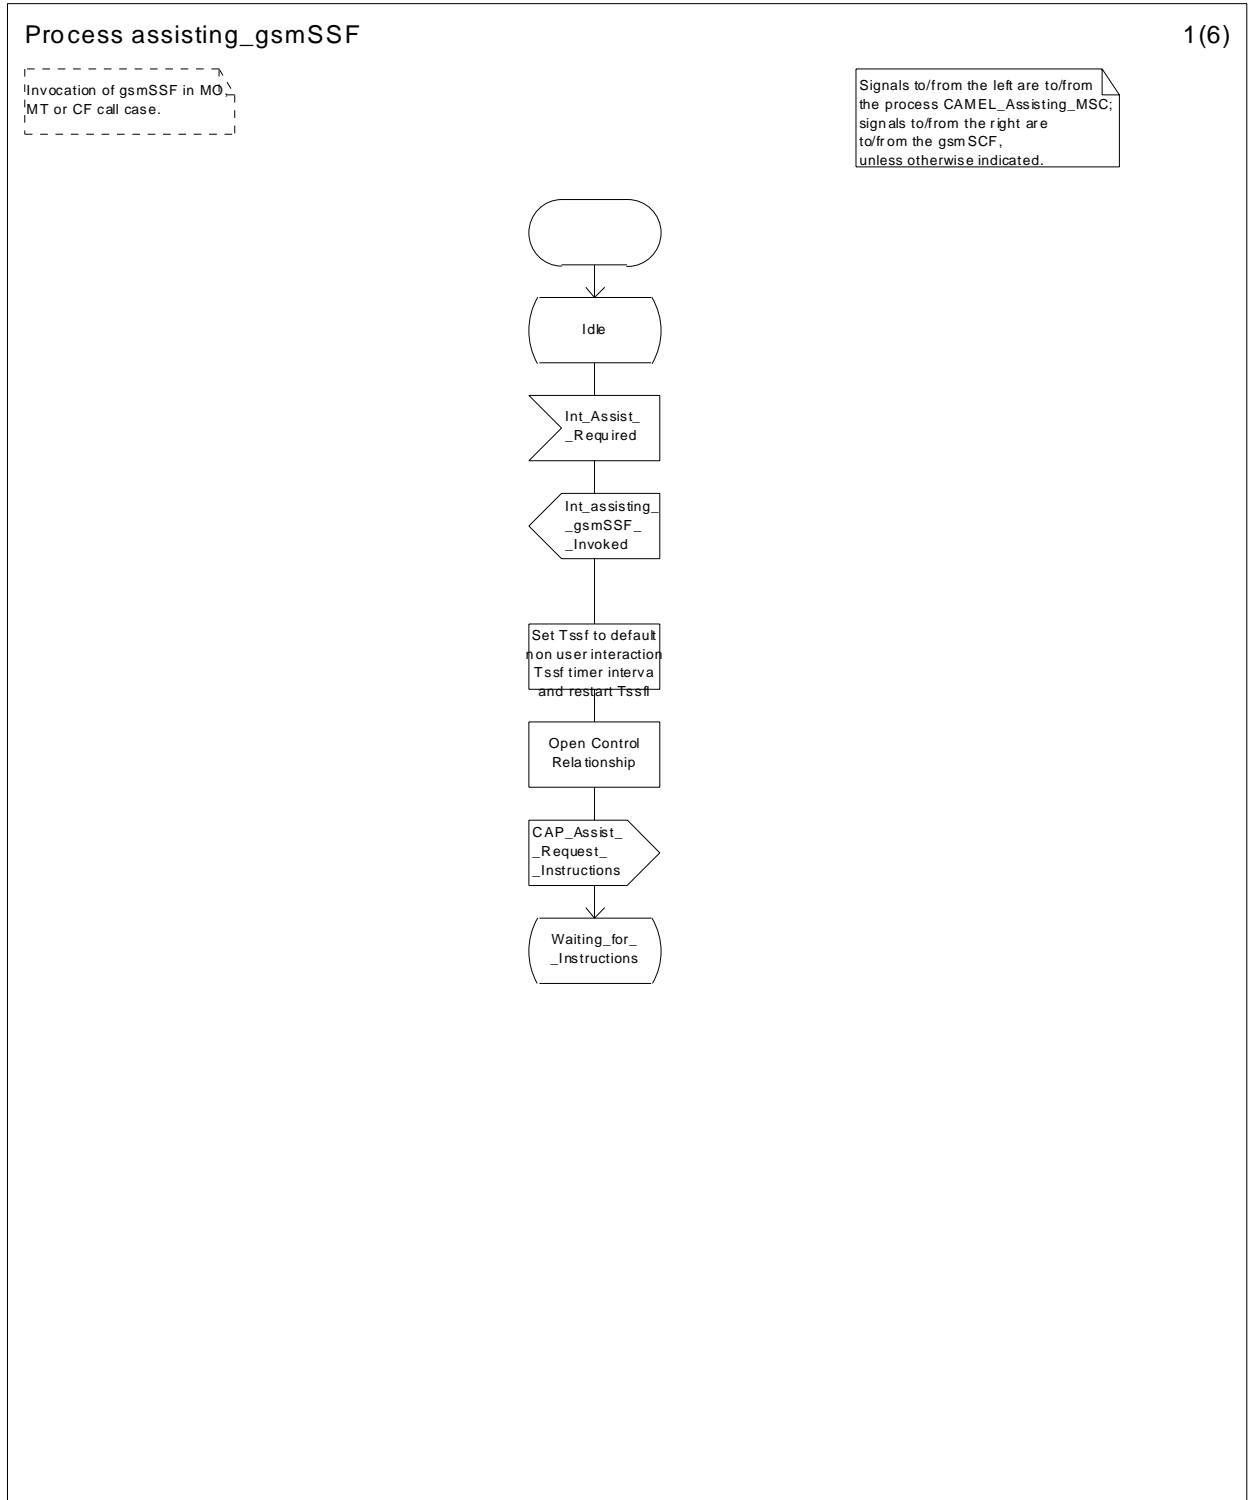 Process assisting_gsmSSF
1(6)
Invocation of gsmSSF in MO,
MT or CF call case.
Signals to/from the left are to/from
the process CAMEL_Assisting_MSC;
signals to/from the right are
to/from the gsmSCF,
unless otherwise indicated.
Idle
Int_Assist_
_Required
Int_assisting_
_gsmSSF_
_Invoked
Set Tssf to default
non user interaction
Tssf timer interva
and restart Tssfl
Open Control
Relationship
CAP_Assist_
_Request_
_Instructions
Waiting_for_
_Instructions